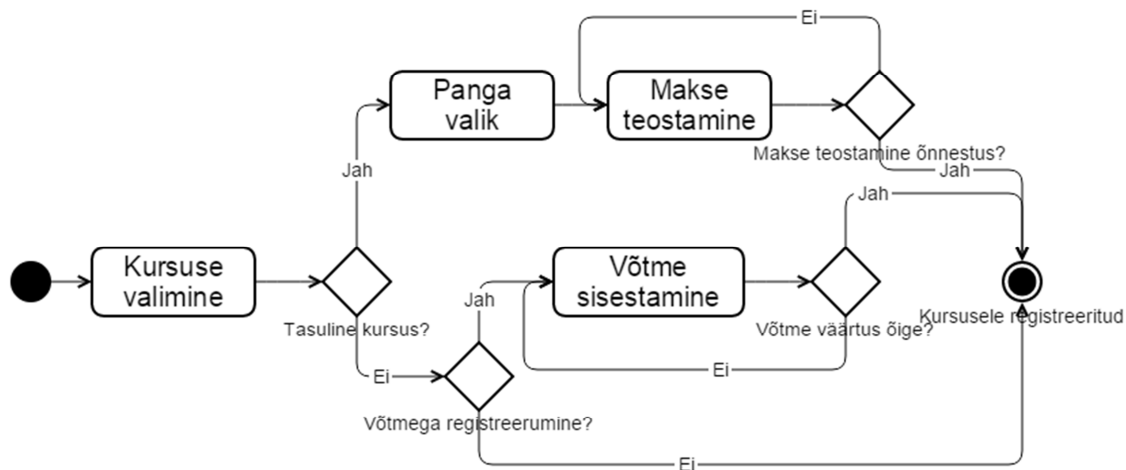 Ei
Panga
valik
Makse
teostamine
Makse teostamine õnnestus?
Jah
Jah
Jah
Kursuse
valimine
Tasuline kursus?
Jah
Võtme
sisestamine
Võtme väärtus õige?
Kursusele registreeritud
Ei
Ei
Võtmega registreerumine?
Ei